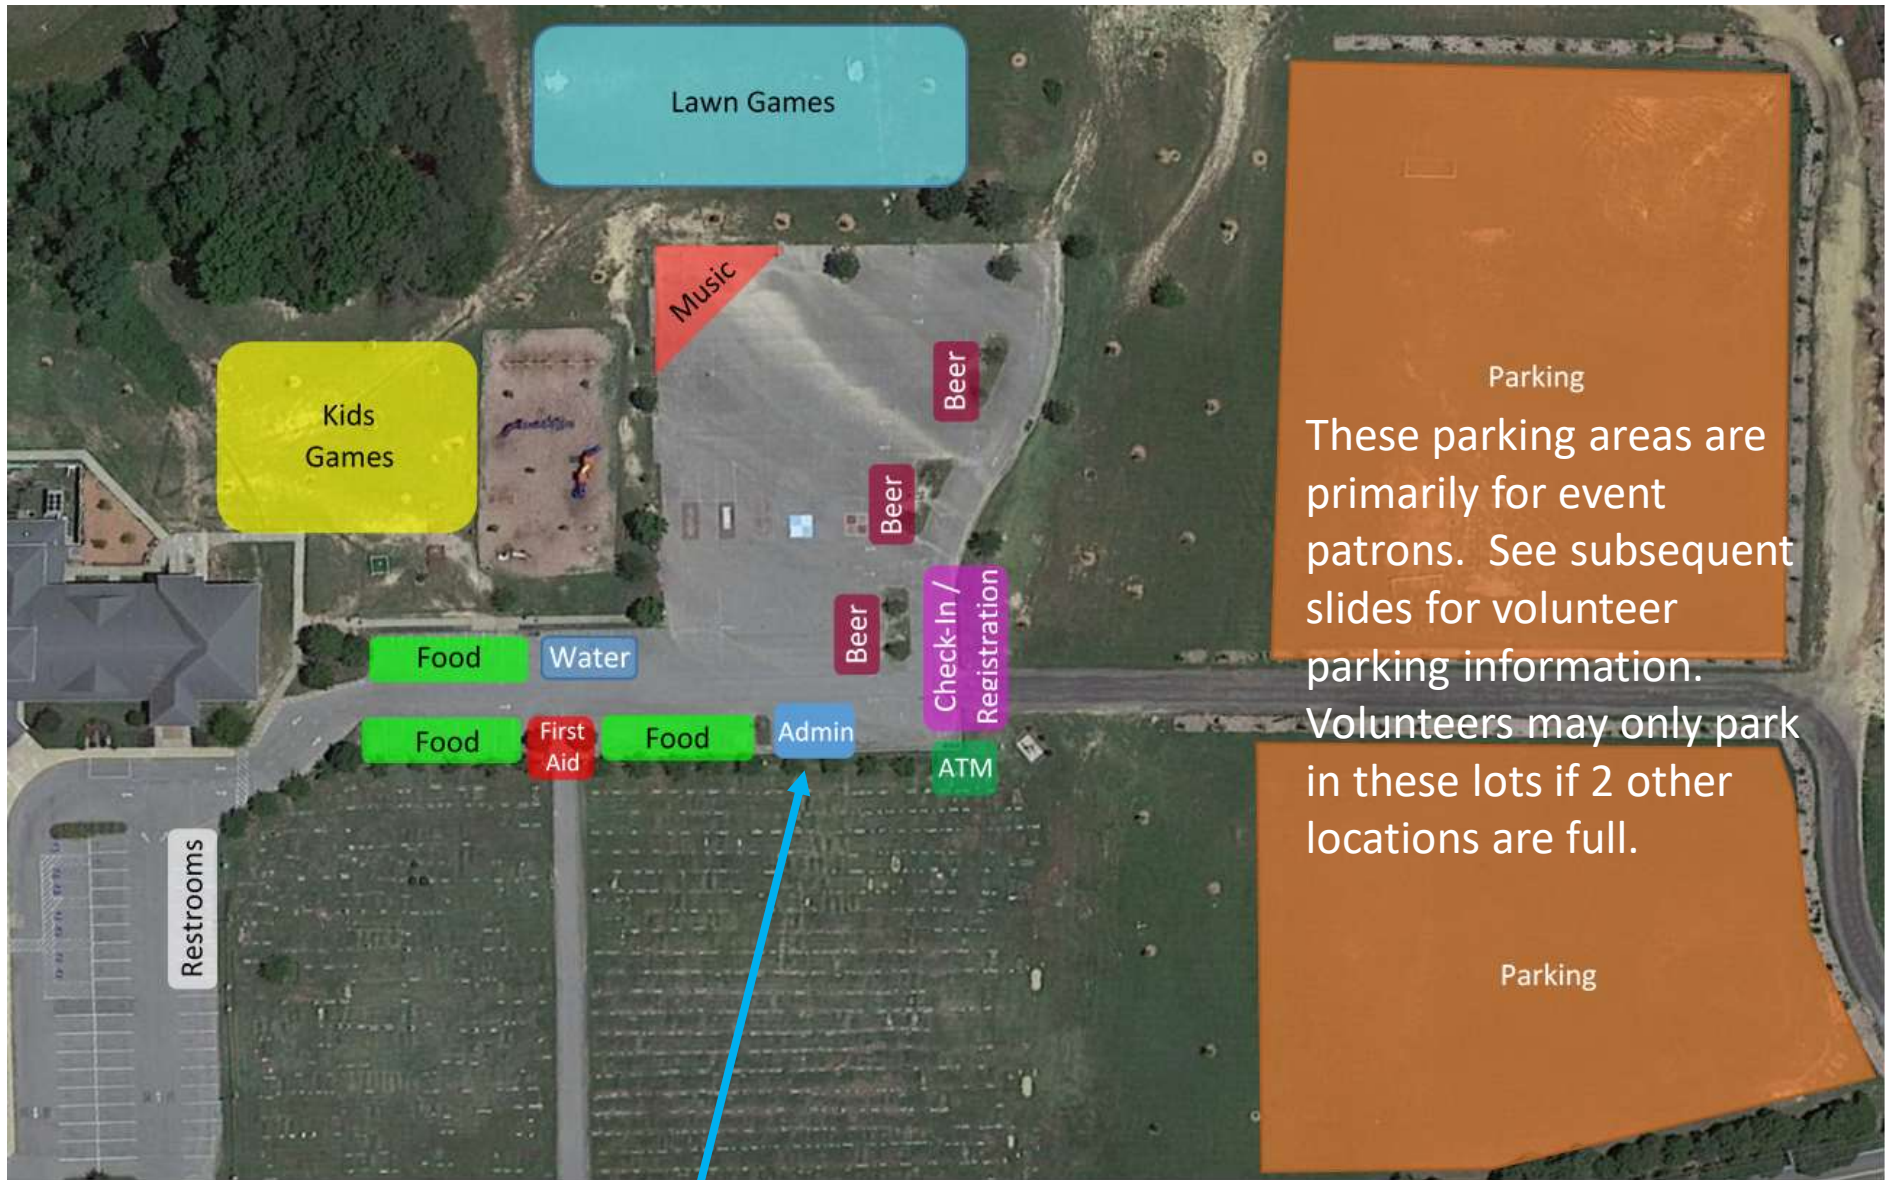 Lawn Games
Music
Beer
Kids
Games
Beer
Beer
Check-In /
Registration
Food
Water
Food
First
Aid
Food
Admin
ATM
Restrooms
Parking
These parking areas are
primarily for event
patrons.  See subsequent
slides for volunteer
parking information.
Volunteers may only park
in these lots if 2 other
locations are full.
Parking